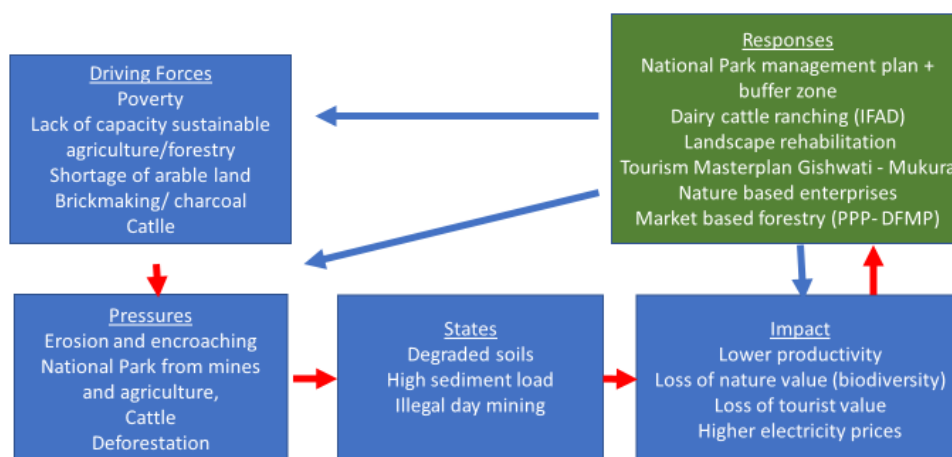 Driving Forces
Poverty
Lack of capacity sustainable
agriculture/forestry
Shortage of arable land
Brickmaking/ charcoal
Catlle
Responses
National Park management plan +
buffer zone
Dairy cattle ranching (IFAD)
Landscape rehabilitation
Tourism Masterplan Gishwati - Mukura
Nature based enterprises
Market based forestry (PPP- DFMP)
Pressures
Erosion and encroaching
National Park from mines
and agriculture,
Cattle
Deforestation
States
Degraded soils
High sediment load
Illegal day mining
Impact
Lower productivity
Loss of nature value (biodiversity)
Loss of tourist value
Higher electricity prices